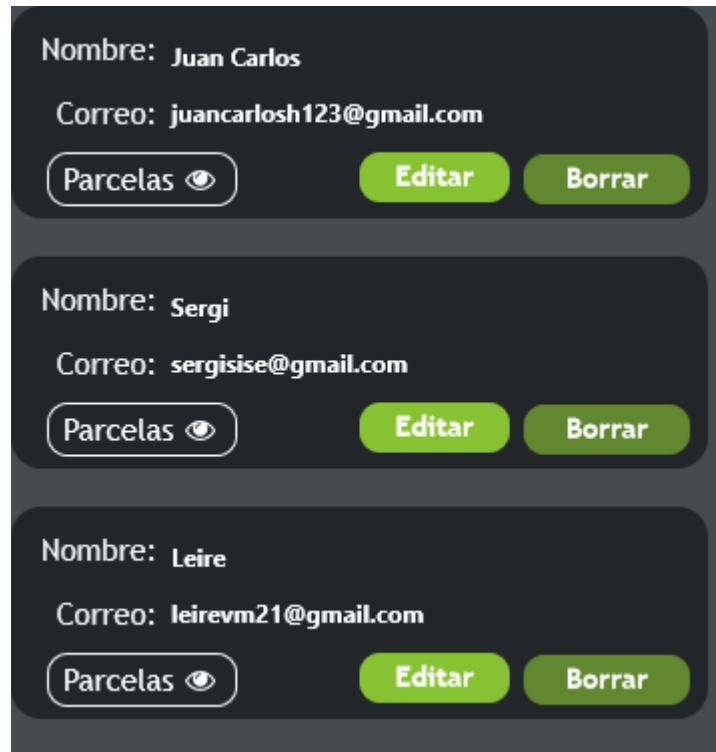 Nombre: Juan Carlos
Correo: juancarlosh123@gmail.com
Parcelas Editar Borrar
Nombre: Sergi
Correo: sergisise@gmail.com
Parcelas Editar Borrar
Nombre: Leire
Correo: leirevm21@gmail.com
Parcelas Editar Borrar